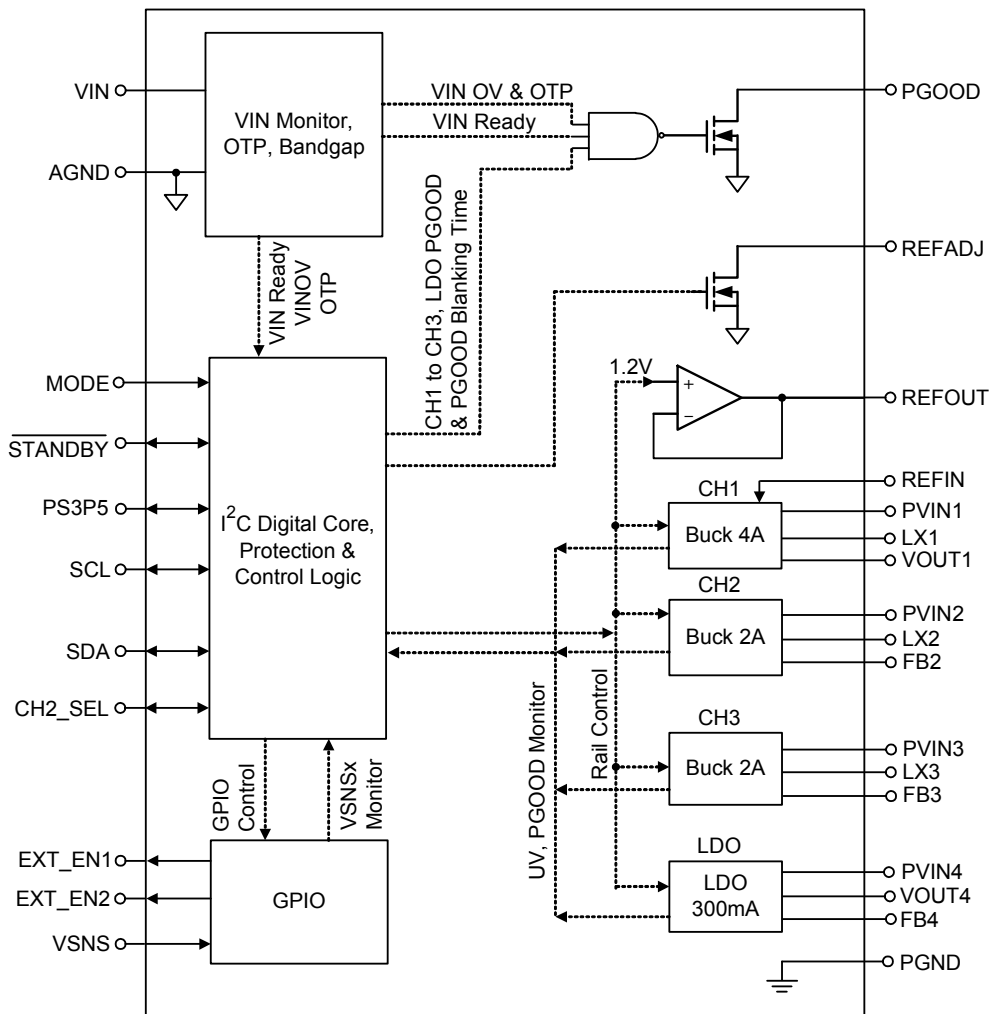 VIN
AGND
VIN Monitor,
OTP, Bandgap
VIN OV & OTP
VIN Ready
PGOOD
REFADJ
VIN Ready
VINOV
OTP
CH1 to CH3, LDO PGOOD
& PGOOD Blanking Time
MODE
STANDBY
PS3P5
SCL
SDA
CH2_SEL
I2C Digital Core,
Protection &
Control Logic
1.2V
+
−
REFOUT
CH1
Buck 4A
REFIN
PVIN1
LX1
VOUT1
CH2
Buck 2A
PVIN2
LX2
FB2
UV, PGOOD Monitor
Rail Control
CH3
Buck 2A
PVIN3
LX3
FB3
GPIO
Control
VSNSx
Monitor
EXT_EN1
EXT_EN2
VSNS
GPIO
LDO
LDO
300mA
PVIN4
VOUT4
FB4
PGND